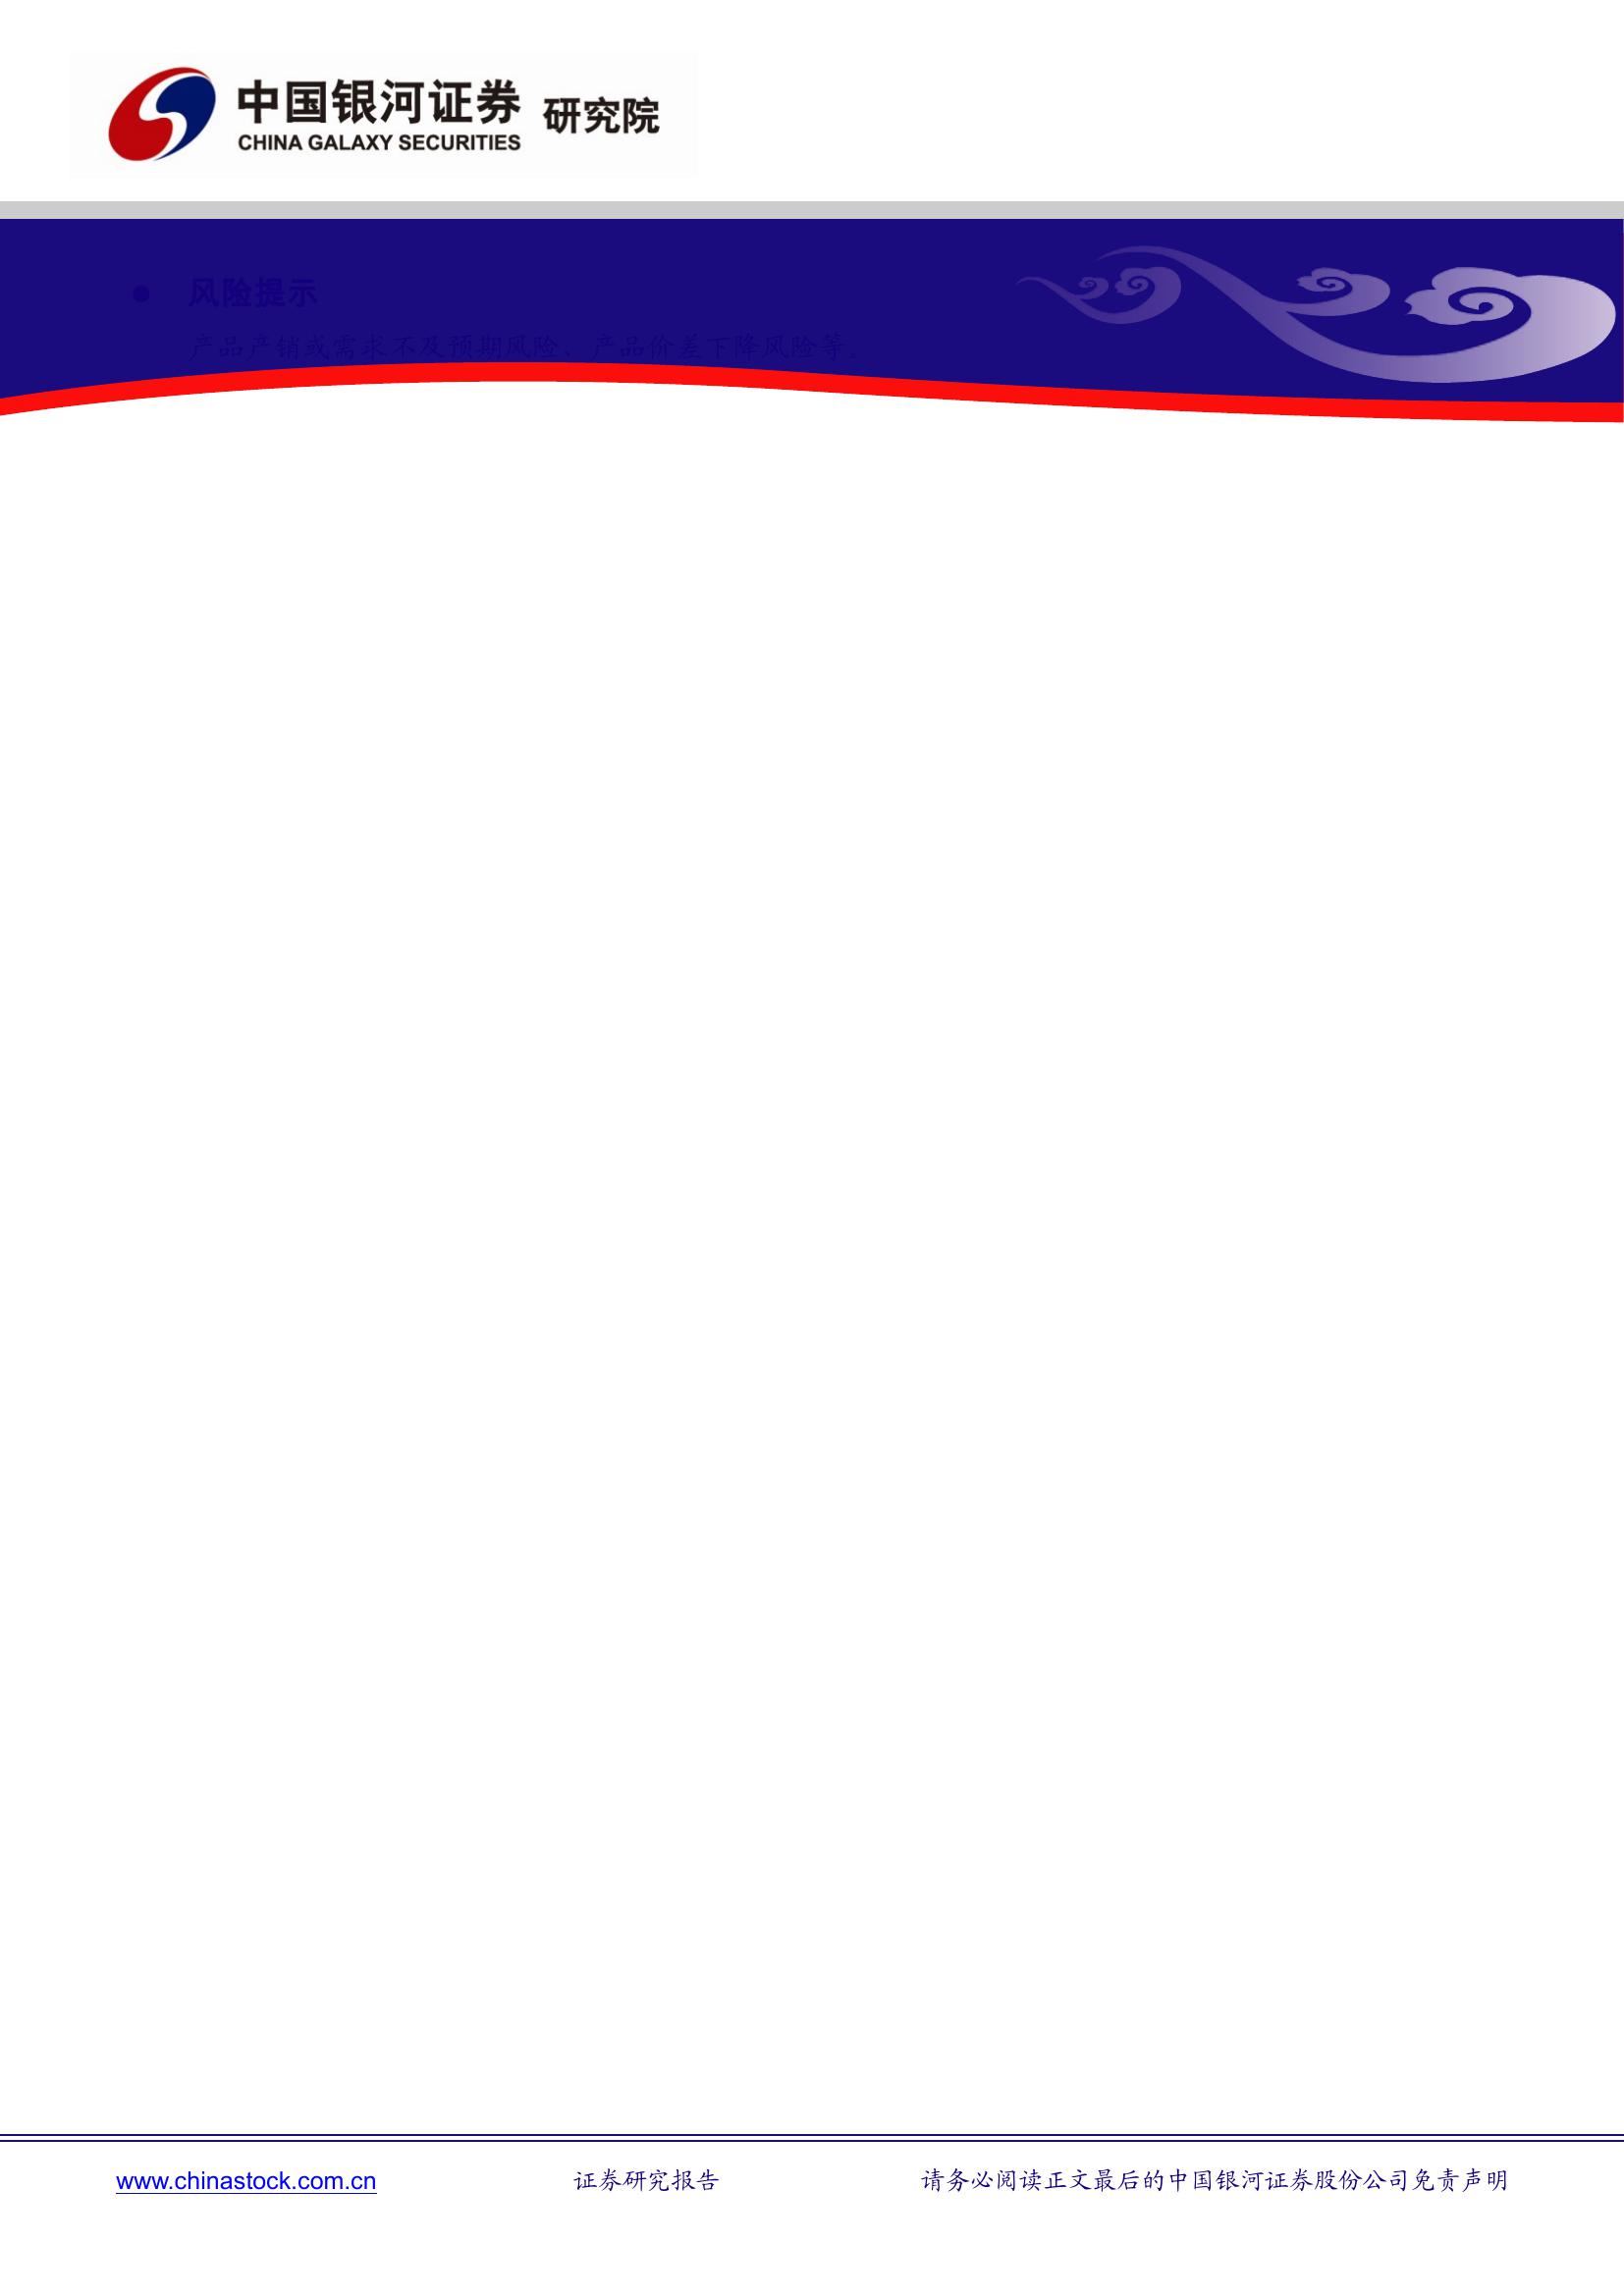 中国银河证券 研究院
CHINA GALAXY SECURITIES
● 风险提示
产品产销或需求不及预期风险，产品价差下降风险等。
www.chinastock.com.cn 证券研究报告 请务必阅读正文最后的中国银河证券股份公司免责声明